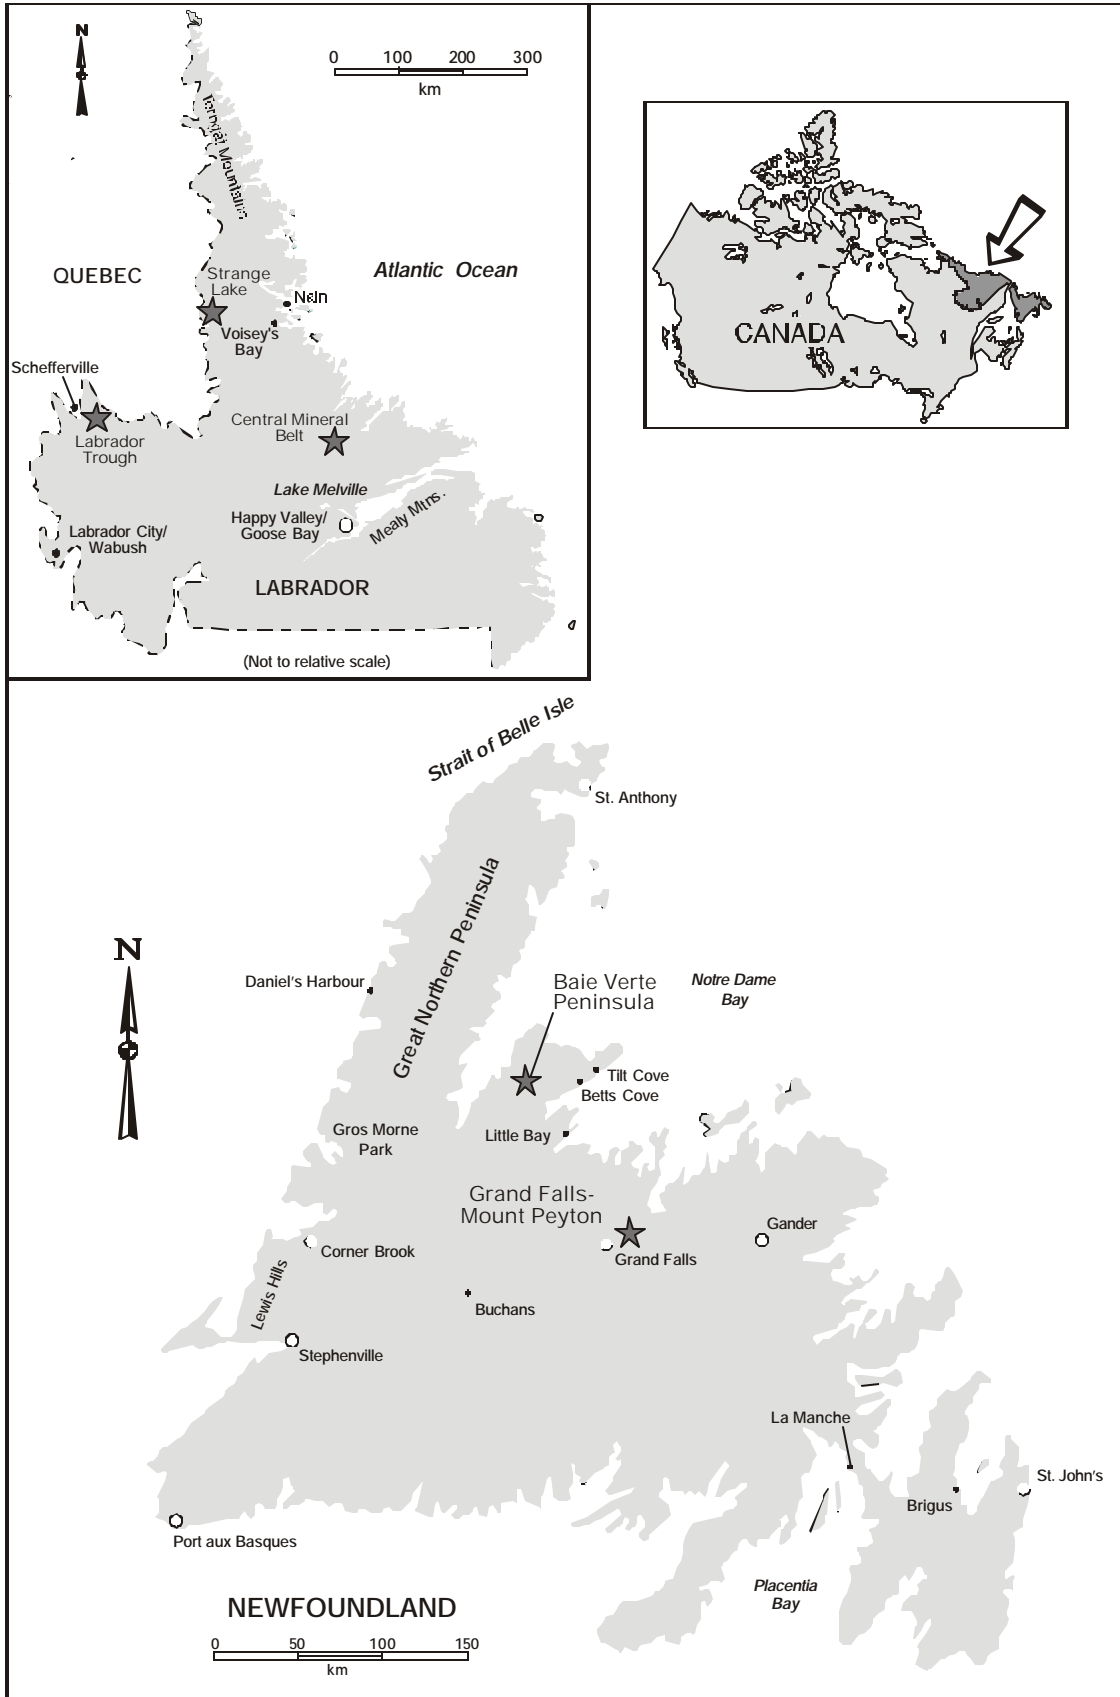 N
0 100 200 300
km
Torngat Mountains
QUEBEC
Atlantic Ocean
Strange
Lake
Nain
Voisey's
Bay
Schefferville
Labrador
Trough
Central Mineral
Belt
Lake Melville
Happy Valley/
Goose Bay
Mealy Mtns.
Labrador City/
Wabush
LABRADOR
(Not to relative scale)
CANADA
Strait of Belle Isle
St. Anthony
Great Northern Peninsula
N
Daniel's Harbour
Baie Verte
Peninsula
Notre Dame
Bay
Tilt Cove
Betts Cove
Little Bay
Gros Morne
Park
Grand Falls-
Mount Peyton
Gander
Grand Falls
Corner Brook
Lewis Hills
Buchans
Stephenville
La Manche
St. John's
Brigus
Port aux Basques
Placentia
Bay
NEWFOUNDLAND
0 50 100 150
km